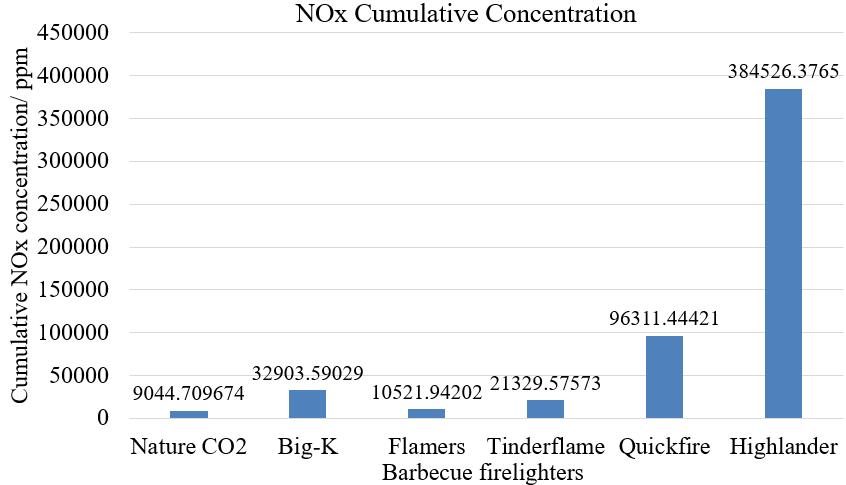 NOx Cumulative Concentration
Cumulative NOx concentration/ ppm
450000
400000
350000
300000
250000
200000
150000
100000
50000
0
9044.709674
32903.59029
10521.94202
21329.57573
96311.44421
384526.3765
Nature CO2
Big-K
Flamers
Tinderflame
Quickfire
Highlander
Barbecue firelighters